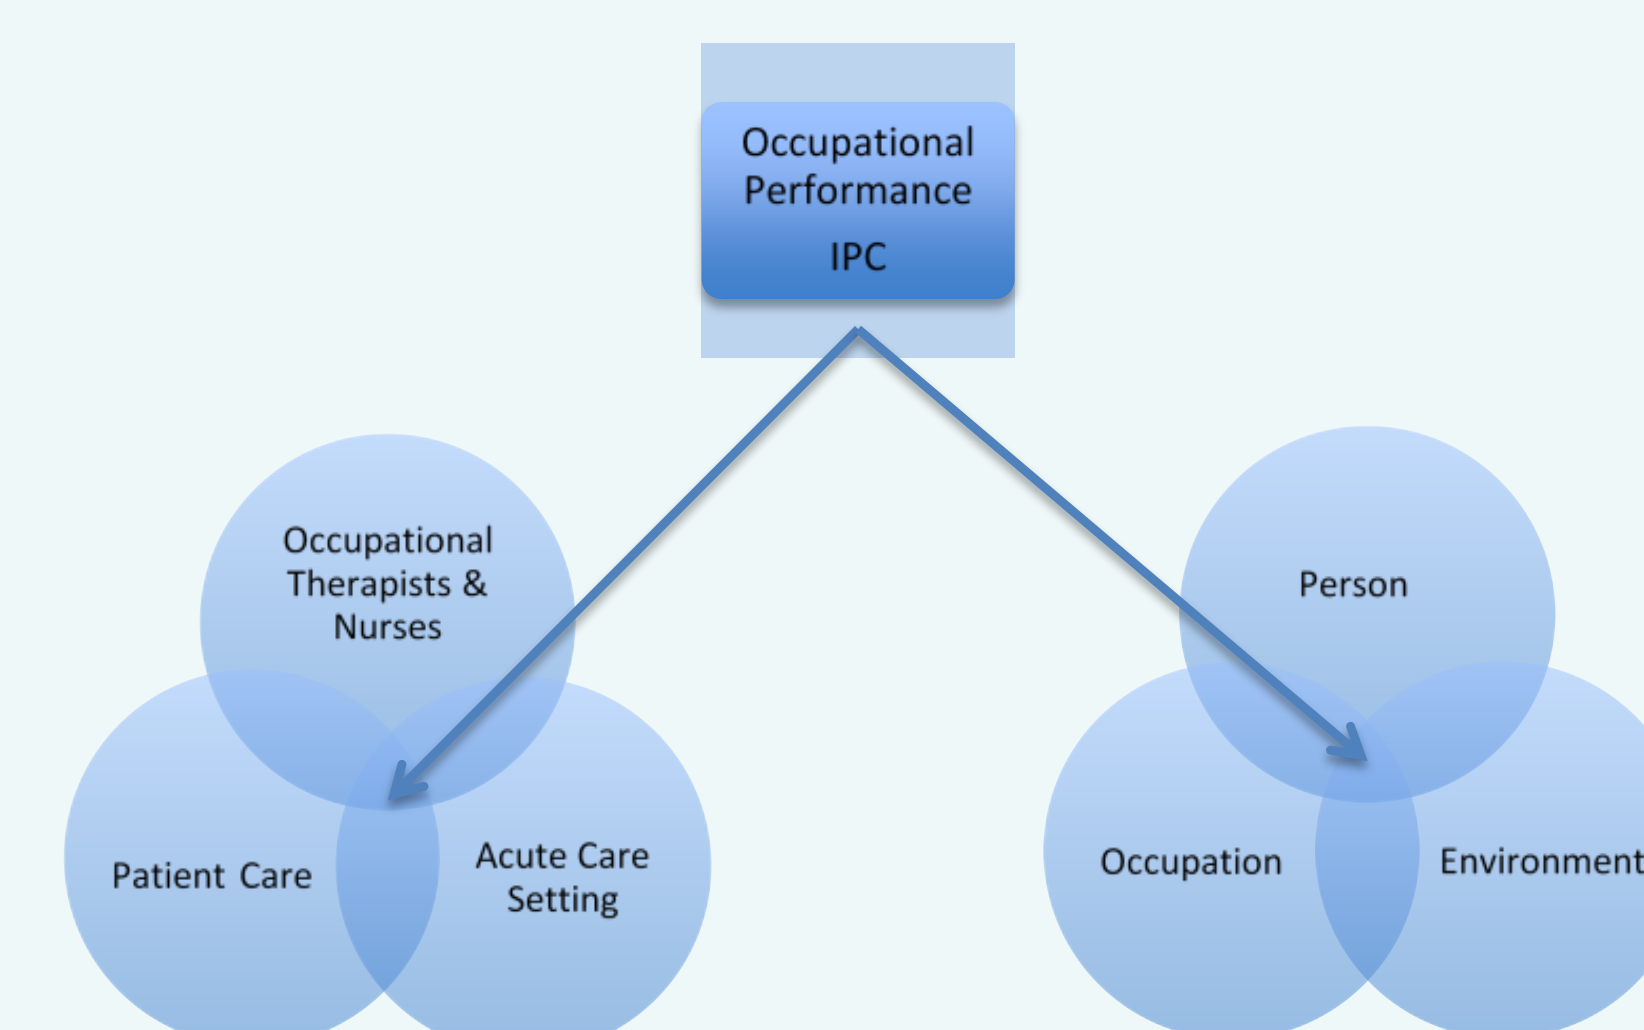 Occupational
Performance
IPC
Occupational
Therapists &
Nurses
Patient Care
Acute Care
Setting
Person
Occupation
Environment